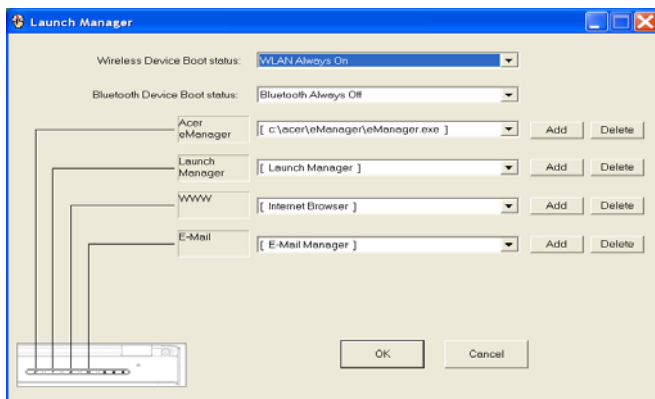 Launch Manager
Wireless Device Boot status: WLAN Always On
Bluetooth Device Boot status: Bluetooth Always Off
Acer
eManager
[ c:\acer\eManager\eManager.exe ] Add Delete
Launch
Manager
[ Launch Manager ] Add Delete
WWW
[ Internet Browser ] Add Delete
E-Mail
[ E-Mail Manager ] Add Delete
OK Cancel